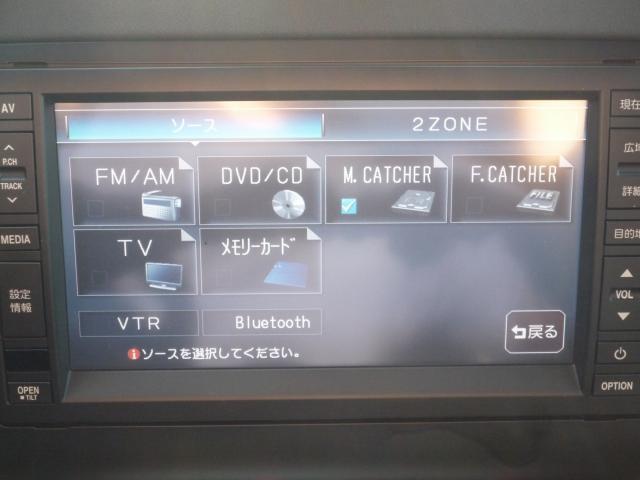 AV
P.CH
TRACK
MEDIA
設定
情報
OPEN
TILT
ソース
2ZONE
FM/AM
DVD/CD
M.CATCHER
F.CATCHER
FILE
TV
メモリーカード
VTR
Bluetooth
戻る
ソースを選択してください。
現在
広域
詳細
目的地
VOL
OPTION